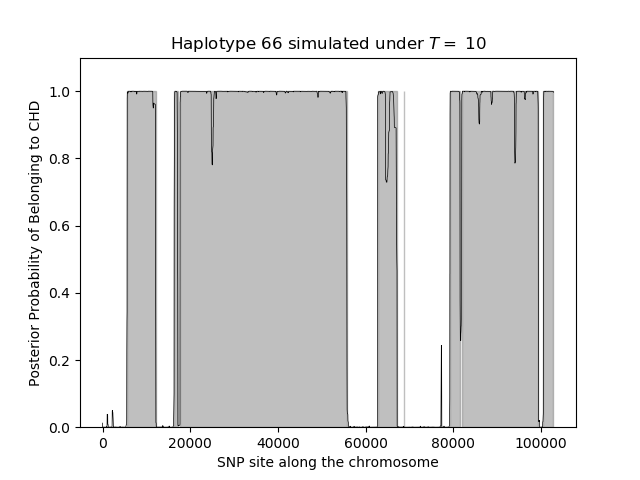 Haplotype 66 simulated under T = 10
Posterior Probability of Belonging to CHD
1.0
0.8
0.6
0.4
0.2
0.0
0 20000 40000 60000 80000 100000
SNP site along the chromosome